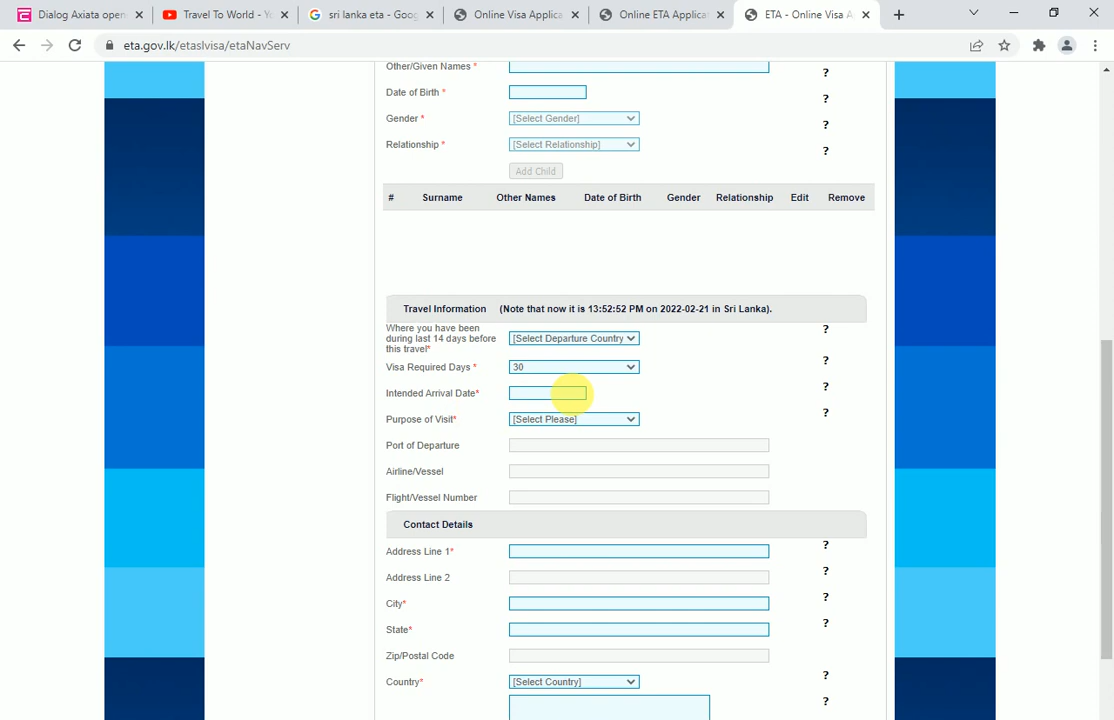 Dialog Axiata open
Travel To World - Yo
sri lanka eta - Goog
Online Visa Applica
Online ETA Applicat
ETA - Online Visa A
eta.gov.lk/etaslvisa/etaNavServ
Other/Given Names *
?
Date of Birth *
?
Gender * [Select Gender]
?
Relationship * [Select Relationship]
?
Add Child
# Surname Other Names Date of Birth Gender Relationship Edit Remove
Travel Information (Note that now it is 13:52:52 PM on 2022-02-21 in Sri Lanka).
Where you have been
during last 14 days before
this travel*
[Select Departure Country
?
Visa Required Days * 30
?
Intended Arrival Date*
?
Purpose of Visit* [Select Please]
?
Port of Departure
Airline/Vessel
Flight/Vessel Number
Contact Details
Address Line 1*
?
Address Line 2
?
City*
?
State*
?
Zip/Postal Code
Country* [Select Country]
?
?